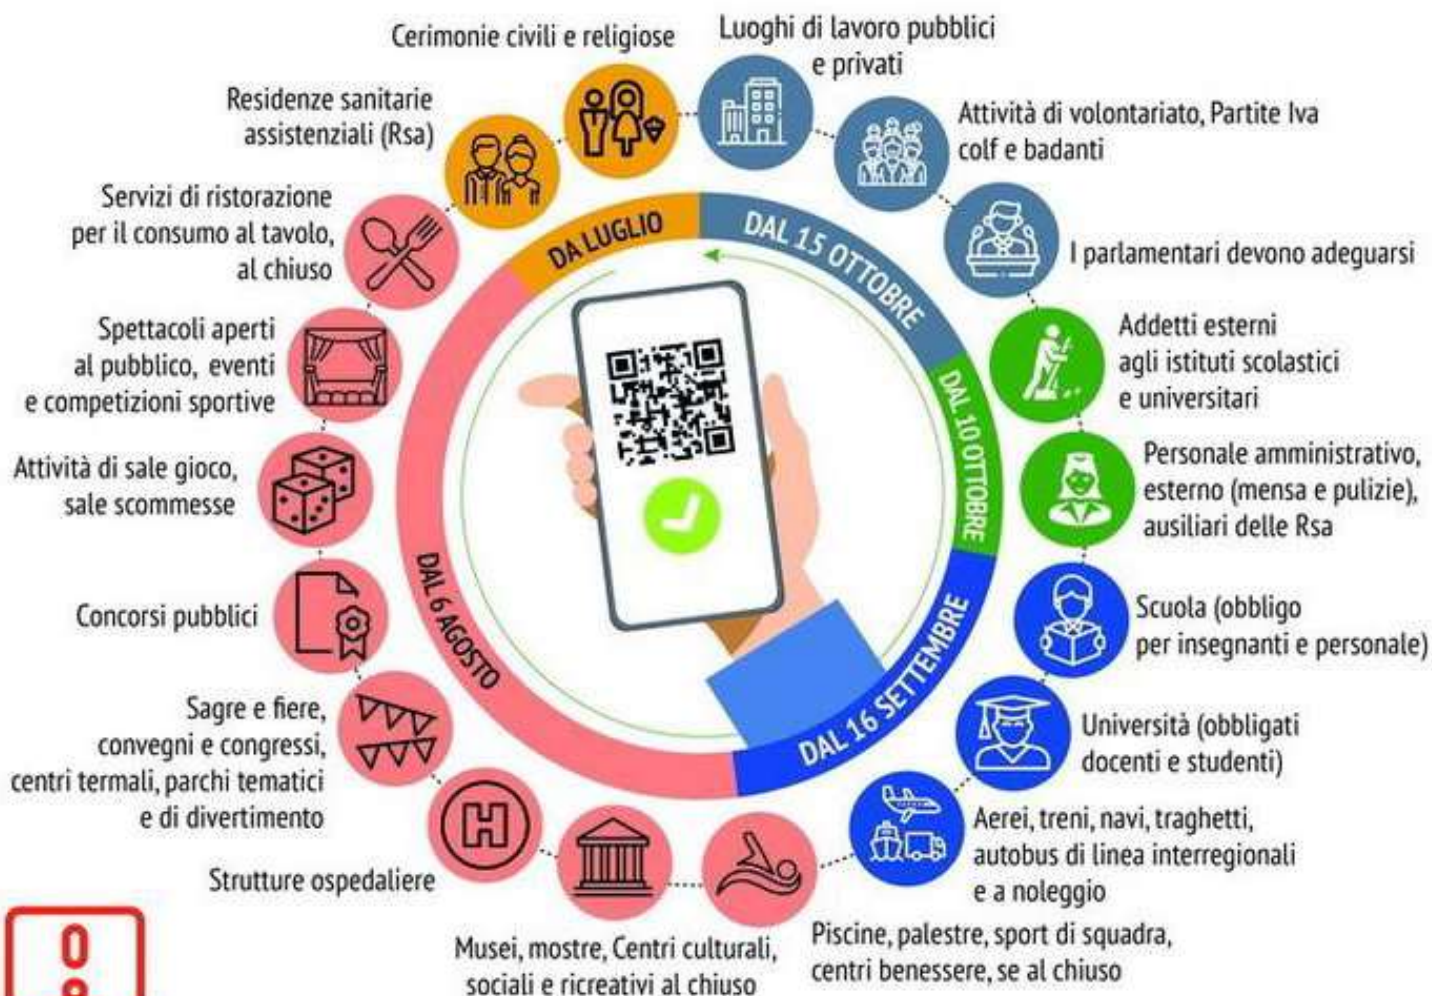 Cerimonie civili e religiose
Luoghi di lavoro pubblici
e privati
Residenze sanitarie
assistenziali (Rsa)
Attività di volontariato, Partite Iva
colf e badanti
Servizi di ristorazione
per il consumo al tavolo,
al chiuso
I parlamentari devono adeguarsi
Spettacoli aperti
al pubblico, eventi
e competizioni sportive
Addetti esterni
agli istituti scolastici
e universitari
Attività di sale gioco,
sale scommesse
Personale amministrativo,
esterno (mensa e pulizie),
ausiliari delle Rsa
Concorsi pubblici
Scuola (obbligo
per insegnanti e personale)
Sagre e fiere,
convegni e congressi,
centri termali, parchi tematici
e di divertimento
Università (obbligati
docenti e studenti)
Strutture ospedaliere
H
Aerei, treni, navi, traghetti,
autobus di linea interregionali
e a noleggio
Musei, mostre, Centri culturali,
sociali e ricreativi al chiuso
Piscine, palestre, sport di squadra,
centri benessere, se al chiuso
DA LUGLIO
DAL 15 OTTOBRE
DAL 10 OTTOBRE
DAL 16 SETTEMBRE
DAL 6 AGOSTO